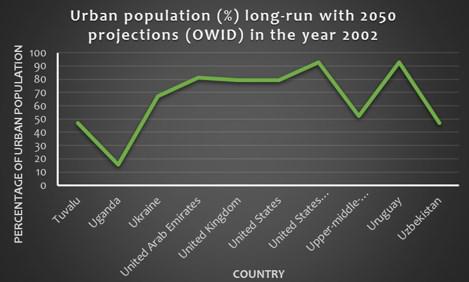 Urban population (%) long-run with 2050
projections (OWID) in the year 2002
PERCENTAGE OF URBAN POPULATION
100
90
80
70
60
50
40
30
20
10
0
Tuvalu
Uganda
Ukraine
United Arab Emirates
United Kingdom
United States
United States...
Upper-middle-...
Uruguay
Uzbekistan
COUNTRY